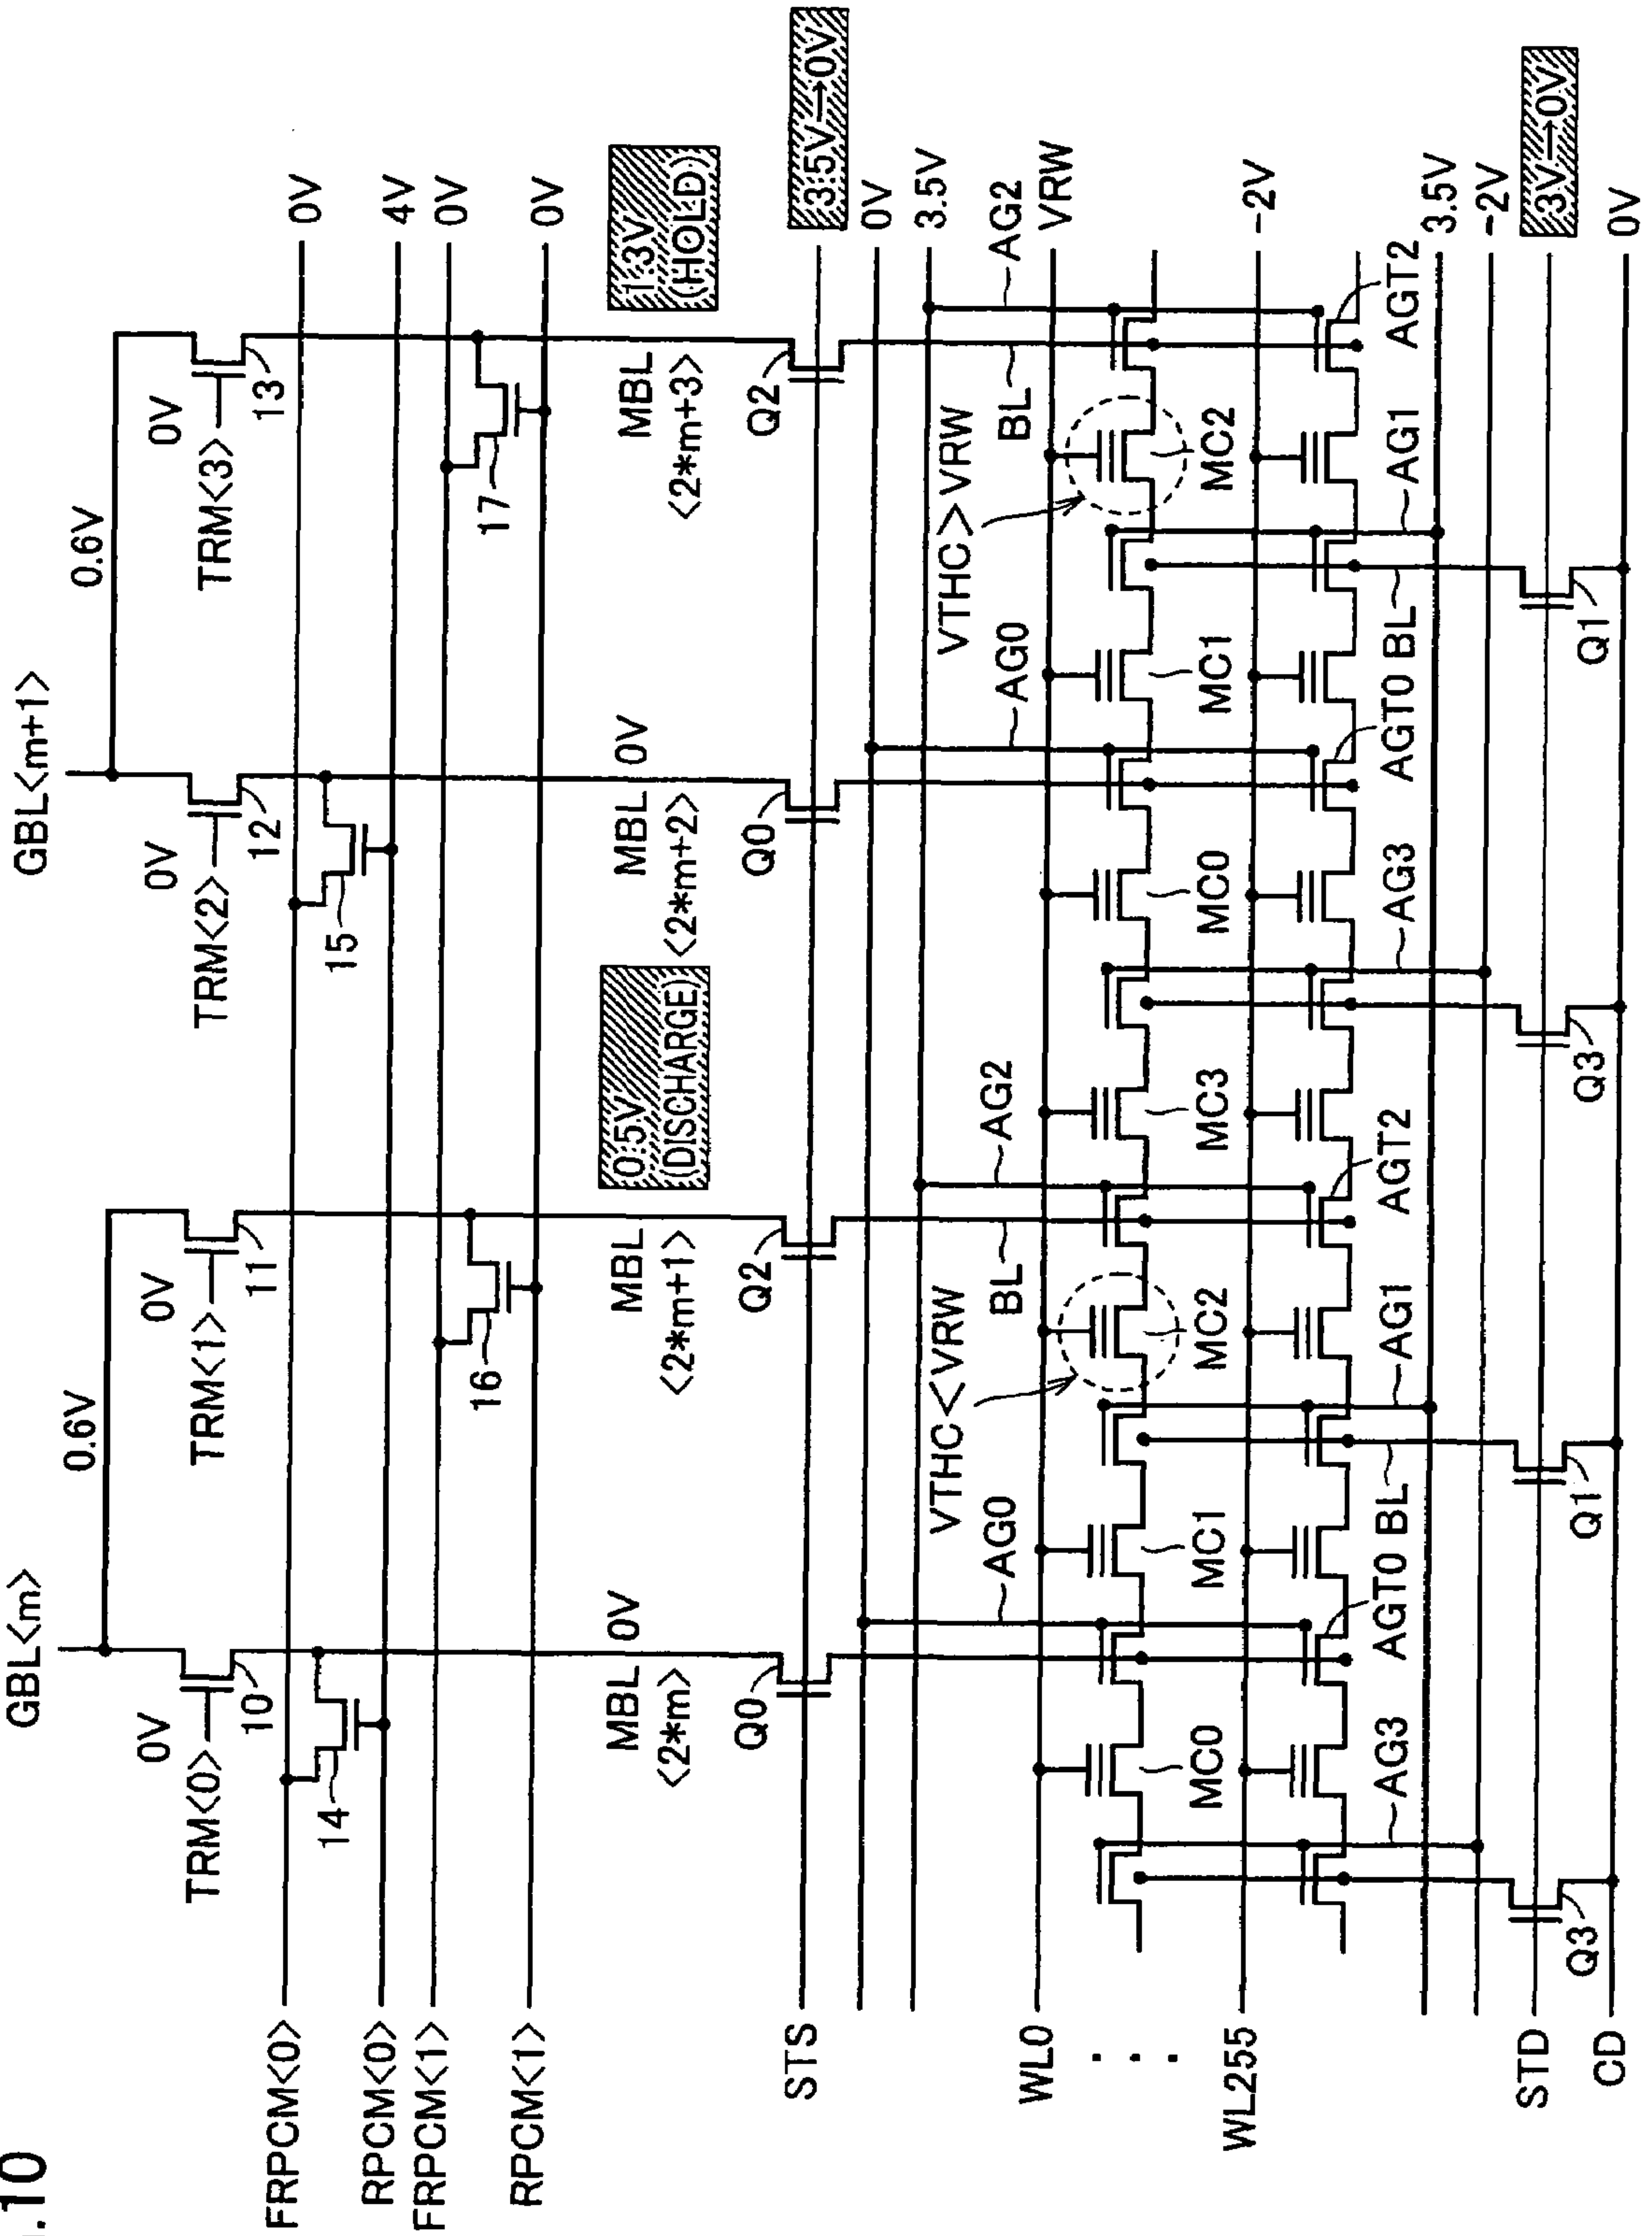 .10
GBL<m>
GBL<m+1>
0.6V
0.6V
0V
0V
0V
0V
TRM<0>
TRM<1>
TRM<2>
TRM<3>
10
11
12
13
FRPCM<0>
0V
14
15
RPCM<0>
4V
FRPCM<1>
0V
16
17
RPCM<1>
0V
MBL 0V
<2*m>
MBL
<2*m+1>
0.5V
(DISCHARGE)
MBL 0V
<2*m+2>
MBL
<2*m+3>
1.3V
(HOLD)
Q0
Q2
Q0
Q2
STS
3.5V→0V
0V
3.5V
AG0
BL
AG2
AG0
BL
AG2
VTHC<VRW
VTHC>VRW
WL0
VRW
MC0
MC1
MC2
MC3
MC0
MC1
MC2
WL255
-2V
AG3
AGT0
BL
AG1
AGT2
AG3
AGT0
BL
AG1
AGT2
3.5V
-2V
STD
3V→0V
Q3
Q1
Q3
Q1
CD
0V